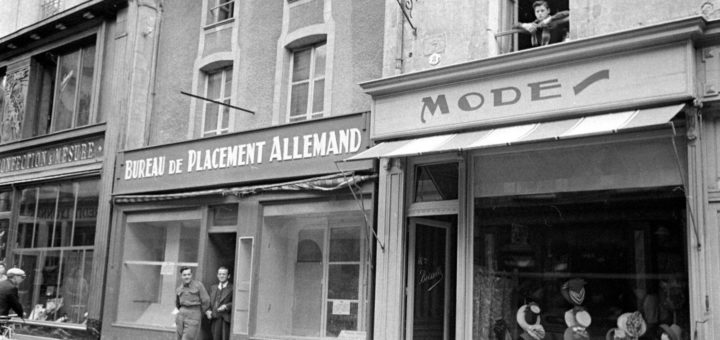 CONFECTION & MESURE
BUREAU DE PLACEMENT ALLEMAND
MODES